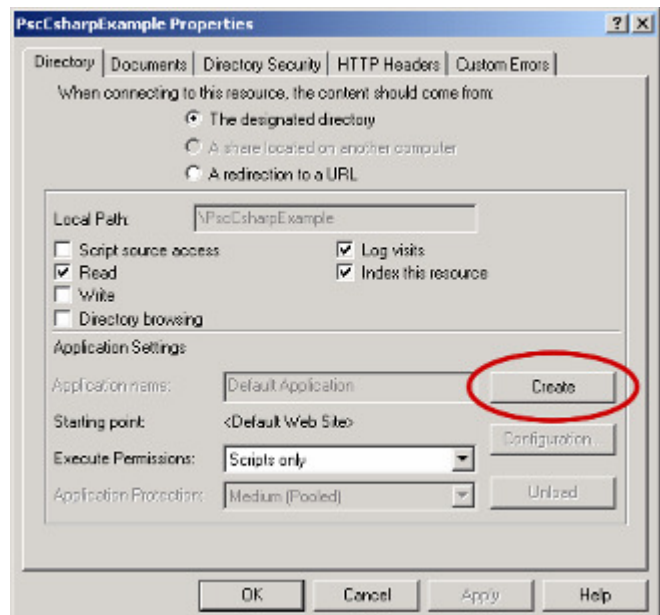 PscCsharpExample Properties
Directory Documents Directory Security HTTP Headers Custom Errors
When connecting to this resource, the content should come from:
The designated directory
A share located on another computer
A redirection to a URL
Local Path: \PscCsharpExample
Script source access Log visits
Read Index this resource
Write
Directory browsing
Application Settings
Application name: Default Application Create
Starting point: <Default Web Site>
Configuration...
Execute Permissions: Scripts only
Application Protection: Medium (Pooled) Unload
OK Cancel Apply Help